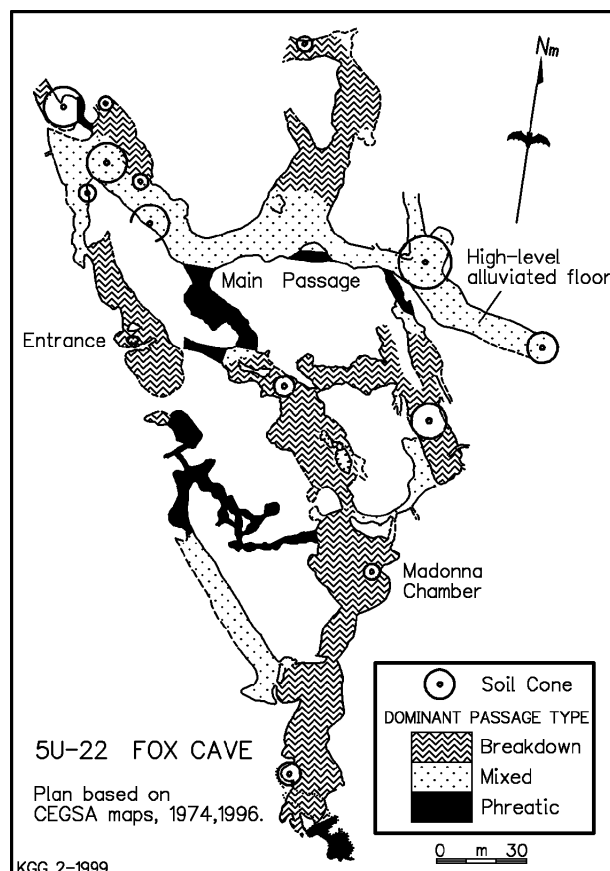 Nm
High-level
alluviated floor
Main Passage
Entrance
Madonna
Chamber
Soil Cone
DOMINANT PASSAGE TYPE
Breakdown
Mixed
Phreatic
5U-22 FOX CAVE
Plan based on
CEGSA maps, 1974,1996.
0 m 30
KGG 2-1999